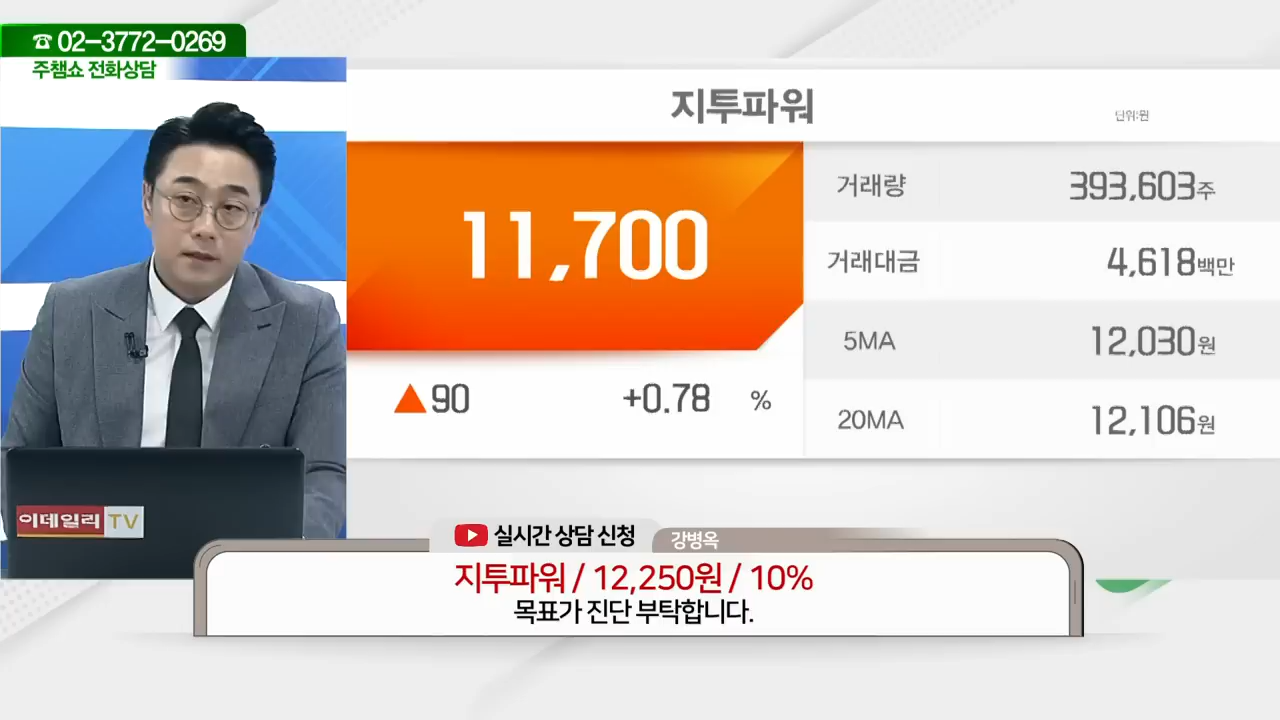 ☎ 02-3772-0269
주챔쇼 전화상담
지투파워
단위:원
11,700
▲90 +0.78 %
거래량 393,603주
거래대금 4,618백만
5MA 12,030원
20MA 12,106원
이데일리 TV
실시간 상담 신청 강병옥
지투파워 / 12,250원 / 10%
목표가 진단 부탁합니다.